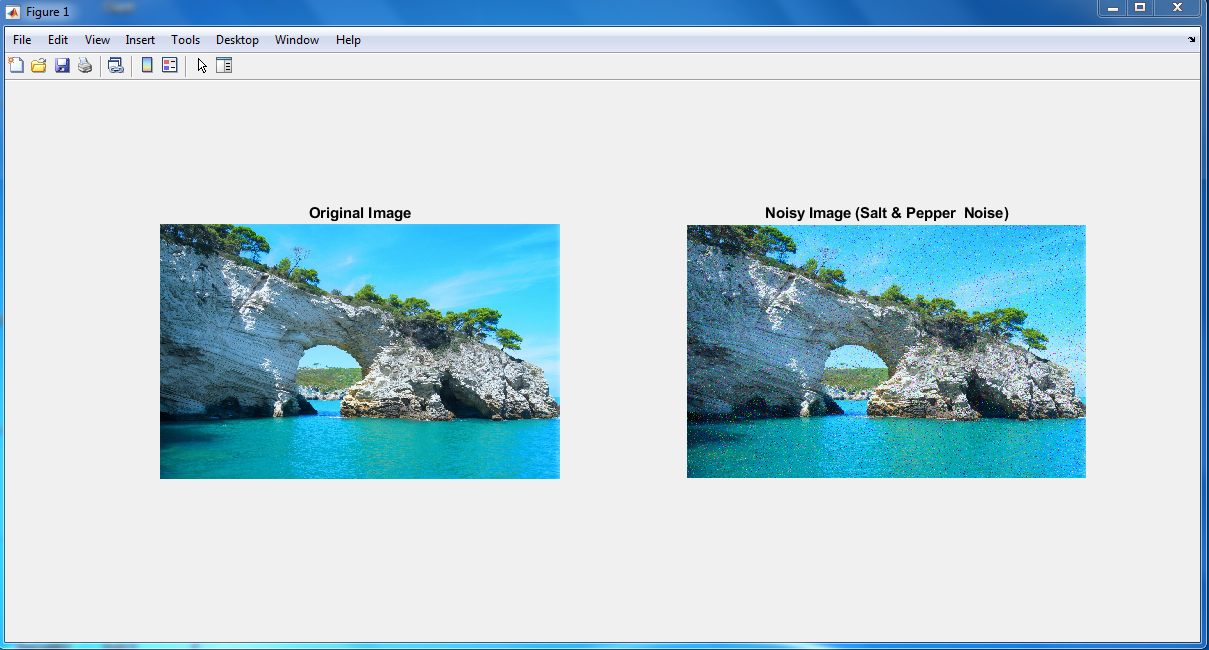 Figure 1
File Edit View Insert Tools Desktop Window Help
Original Image
Noisy Image (Salt & Pepper  Noise)